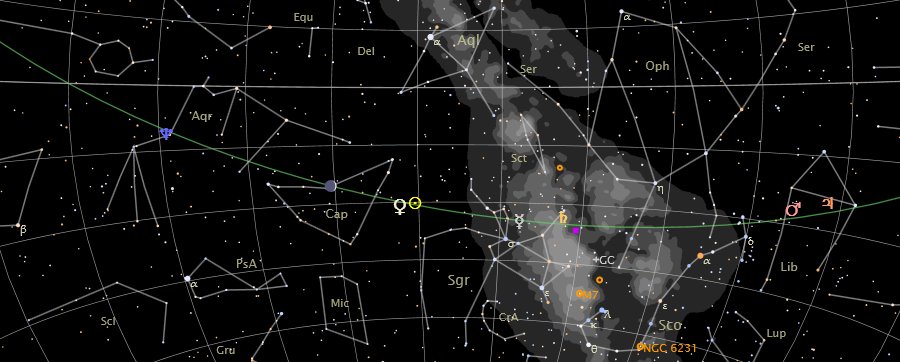 Equ
α
Ser
α
Aql
Del
Ser
Oph
Aqr
Sct
η
Cap
β
σ
δ
GC
α
PsA
Sgr
Lib
α
ε
M7
Mic
ε
λ
Scl
CrA
κ
Sco
Lup
θ
Gru
NGC 6231